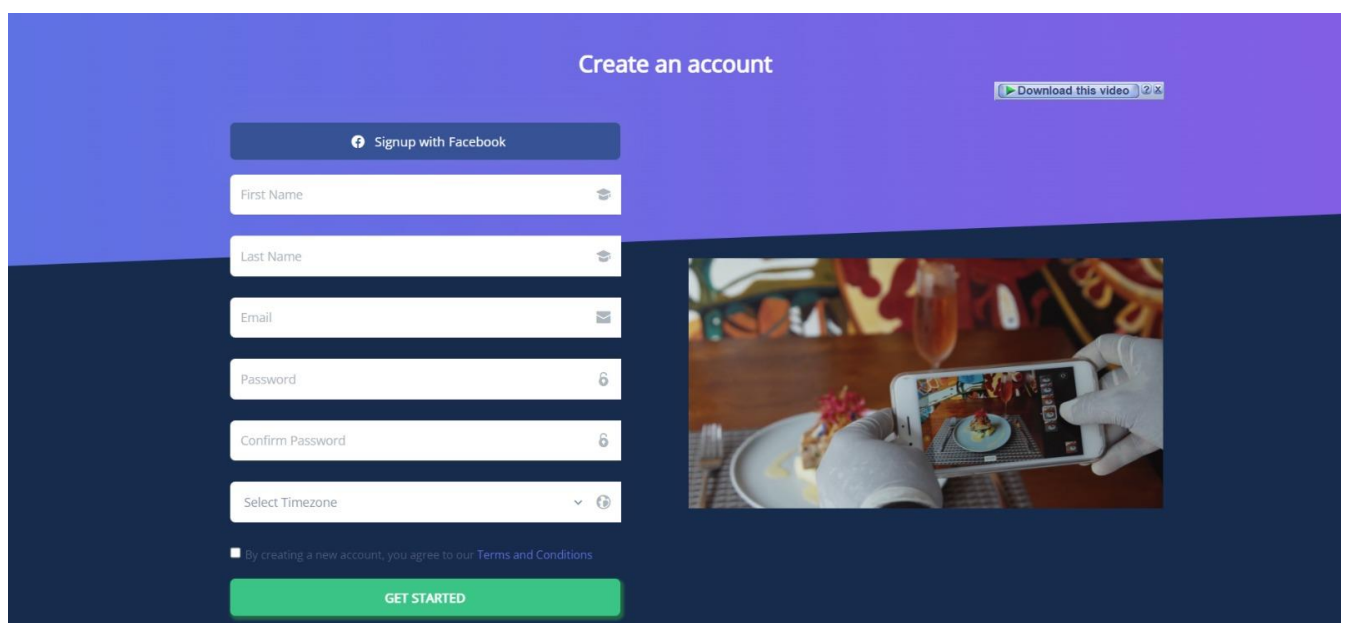 Create an account
Download this video
Signup with Facebook
First Name
Last Name
Email
Password
Confirm Password
Select Timezone
By creating a new account, you agree to our Terms and Conditions
GET STARTED